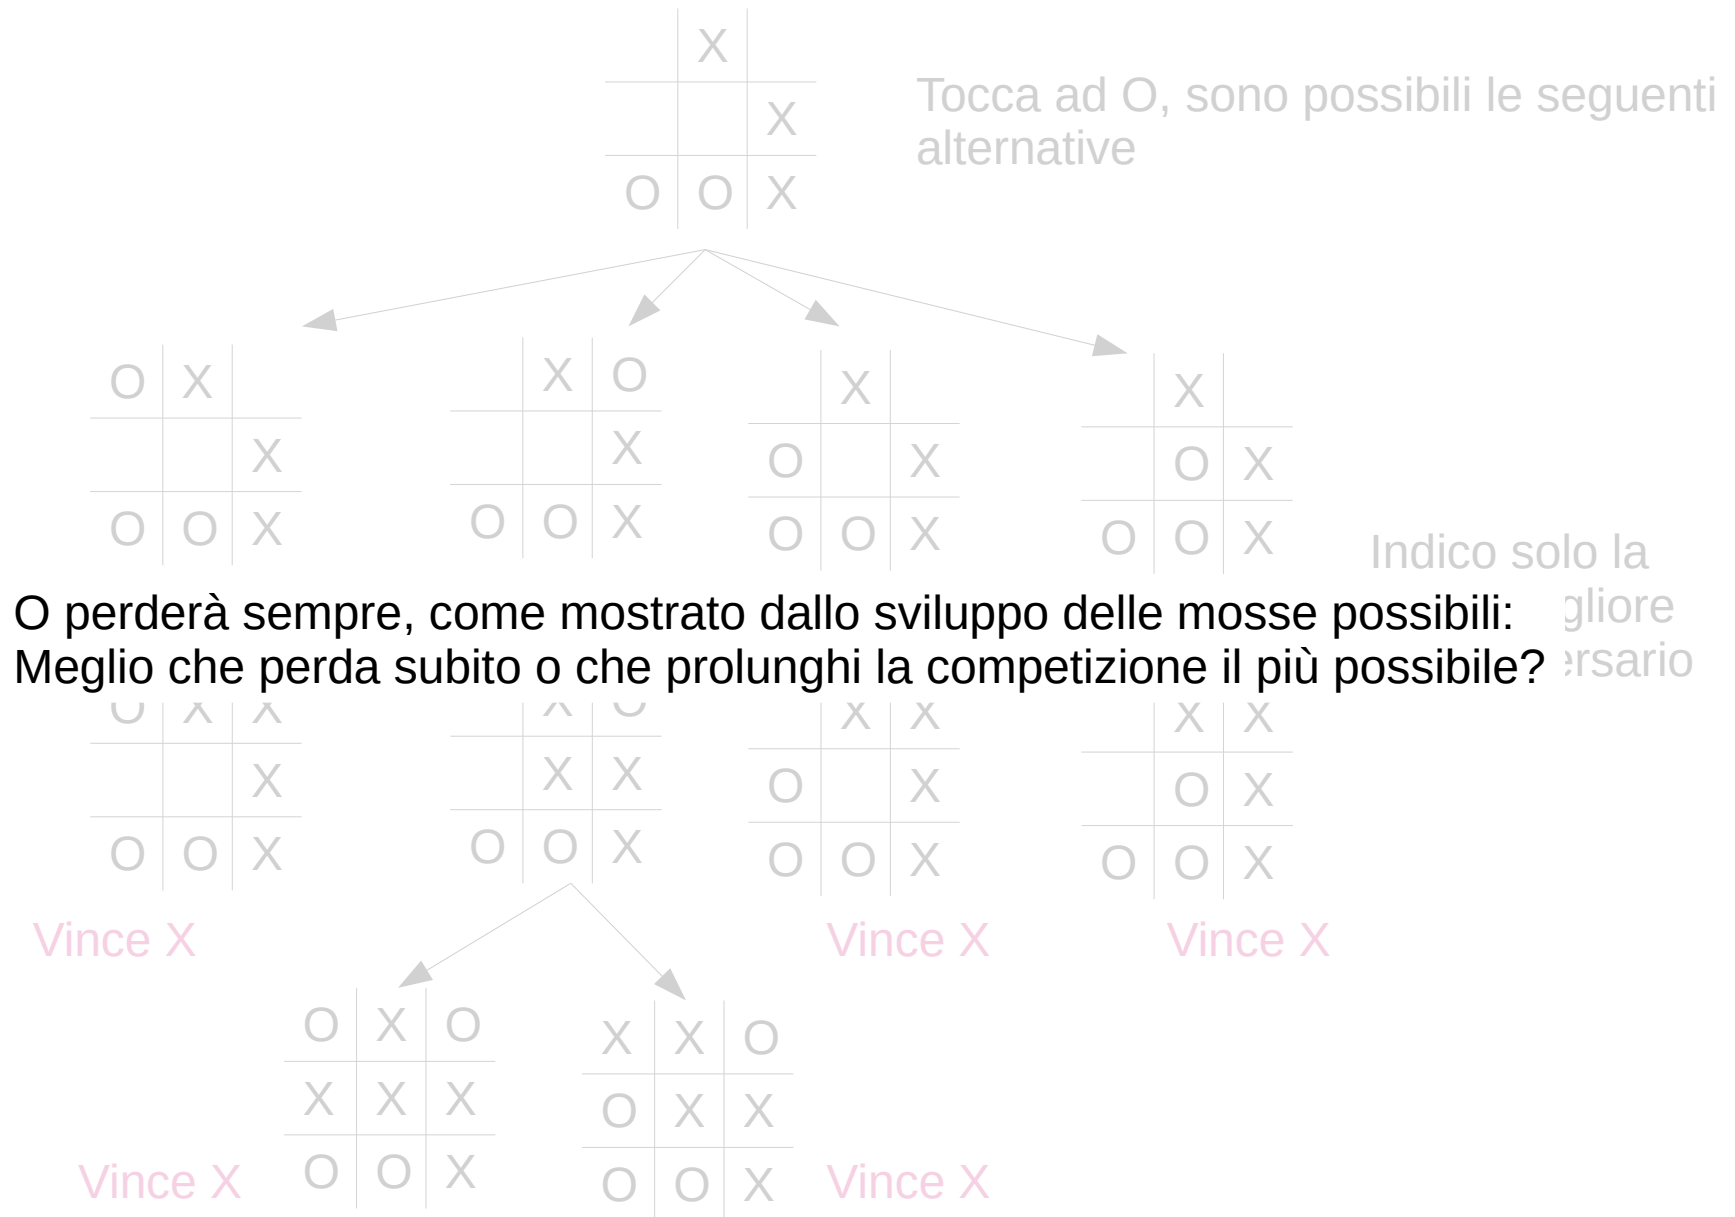 X
Tocca ad O, sono possibili le seguenti
alternative
X
O O X
O X
X
O O X
X O
X
O O X
X
O X
O O X
X
O X
O O X
Indico solo la
O perderà sempre, come mostrato dallo sviluppo delle mosse possibili:
Meglio che perda subito o che prolunghi la competizione il più possibile?
O X X
X
O O X
X O
X X
O O X
X X
O X
O O X
X X
O X
O O X
Vince X
Vince X
Vince X
O X O
X X X
O O X
X X O
O X X
O O X
Vince X
Vince X